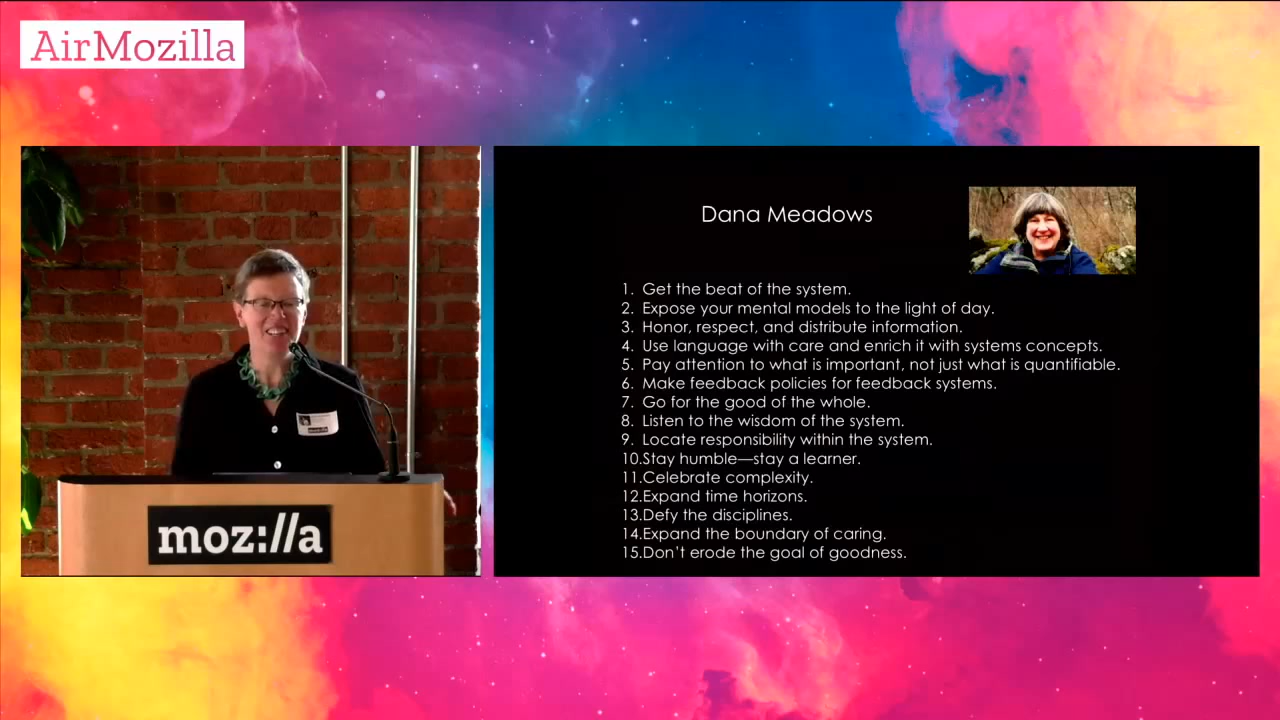 AirMozilla
moz://a
Dana Meadows
1. Get the beat of the system.
2. Expose your mental models to the light of day.
3. Honor, respect, and distribute information.
4. Use language with care and enrich it with systems concepts.
5. Pay attention to what is important, not just what is quantifiable.
6. Make feedback policies for feedback systems.
7. Go for the good of the whole.
8. Listen to the wisdom of the system.
9. Locate responsibility within the system.
10.Stay humble—stay a learner.
11.Celebrate complexity.
12.Expand time horizons.
13.Defy the disciplines.
14.Expand the boundary of caring.
15.Don't erode the goal of goodness.